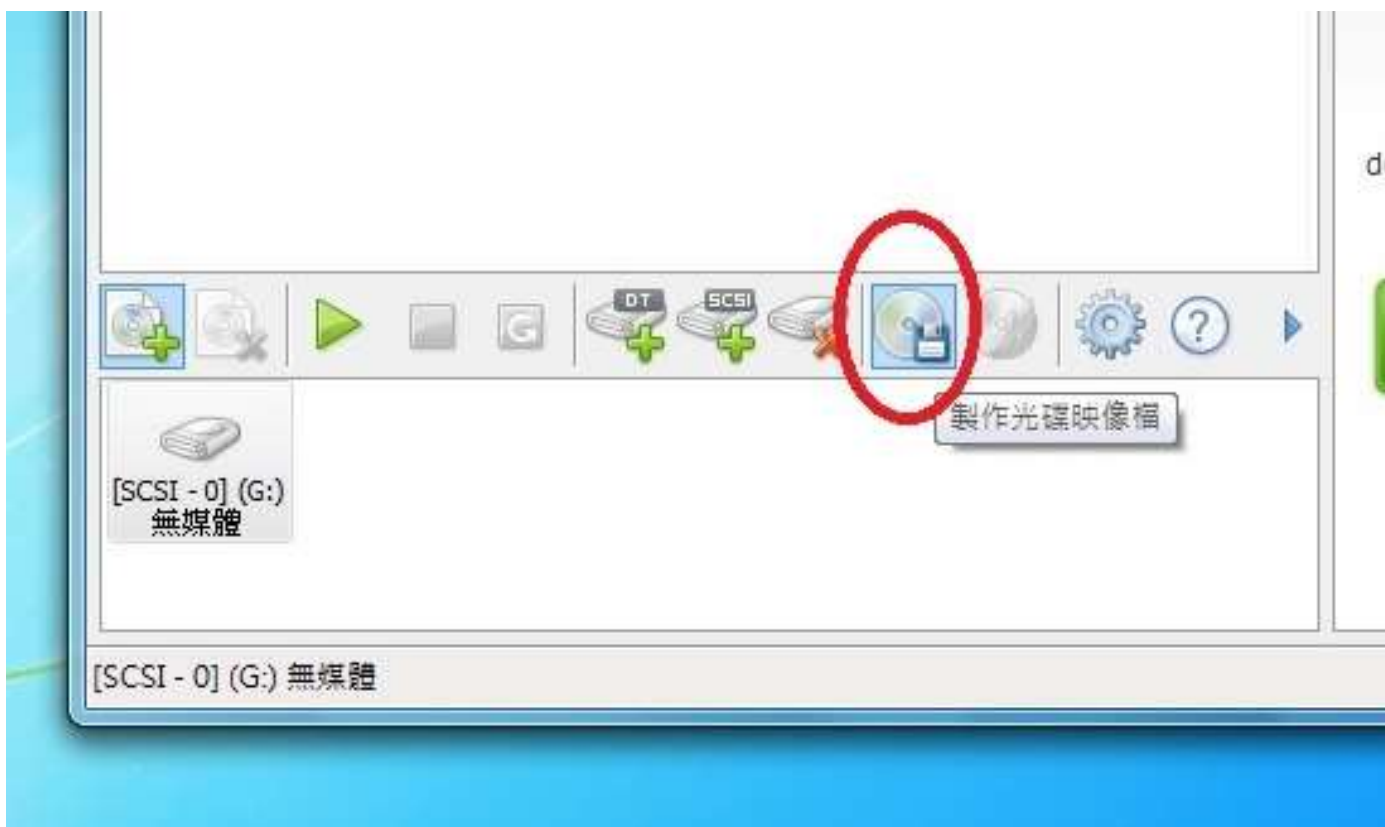 d
DT
SCSI
G
?
製作光碟映像檔
[SCSI - 0] (G:)
無媒體
[SCSI - 0] (G:) 無媒體